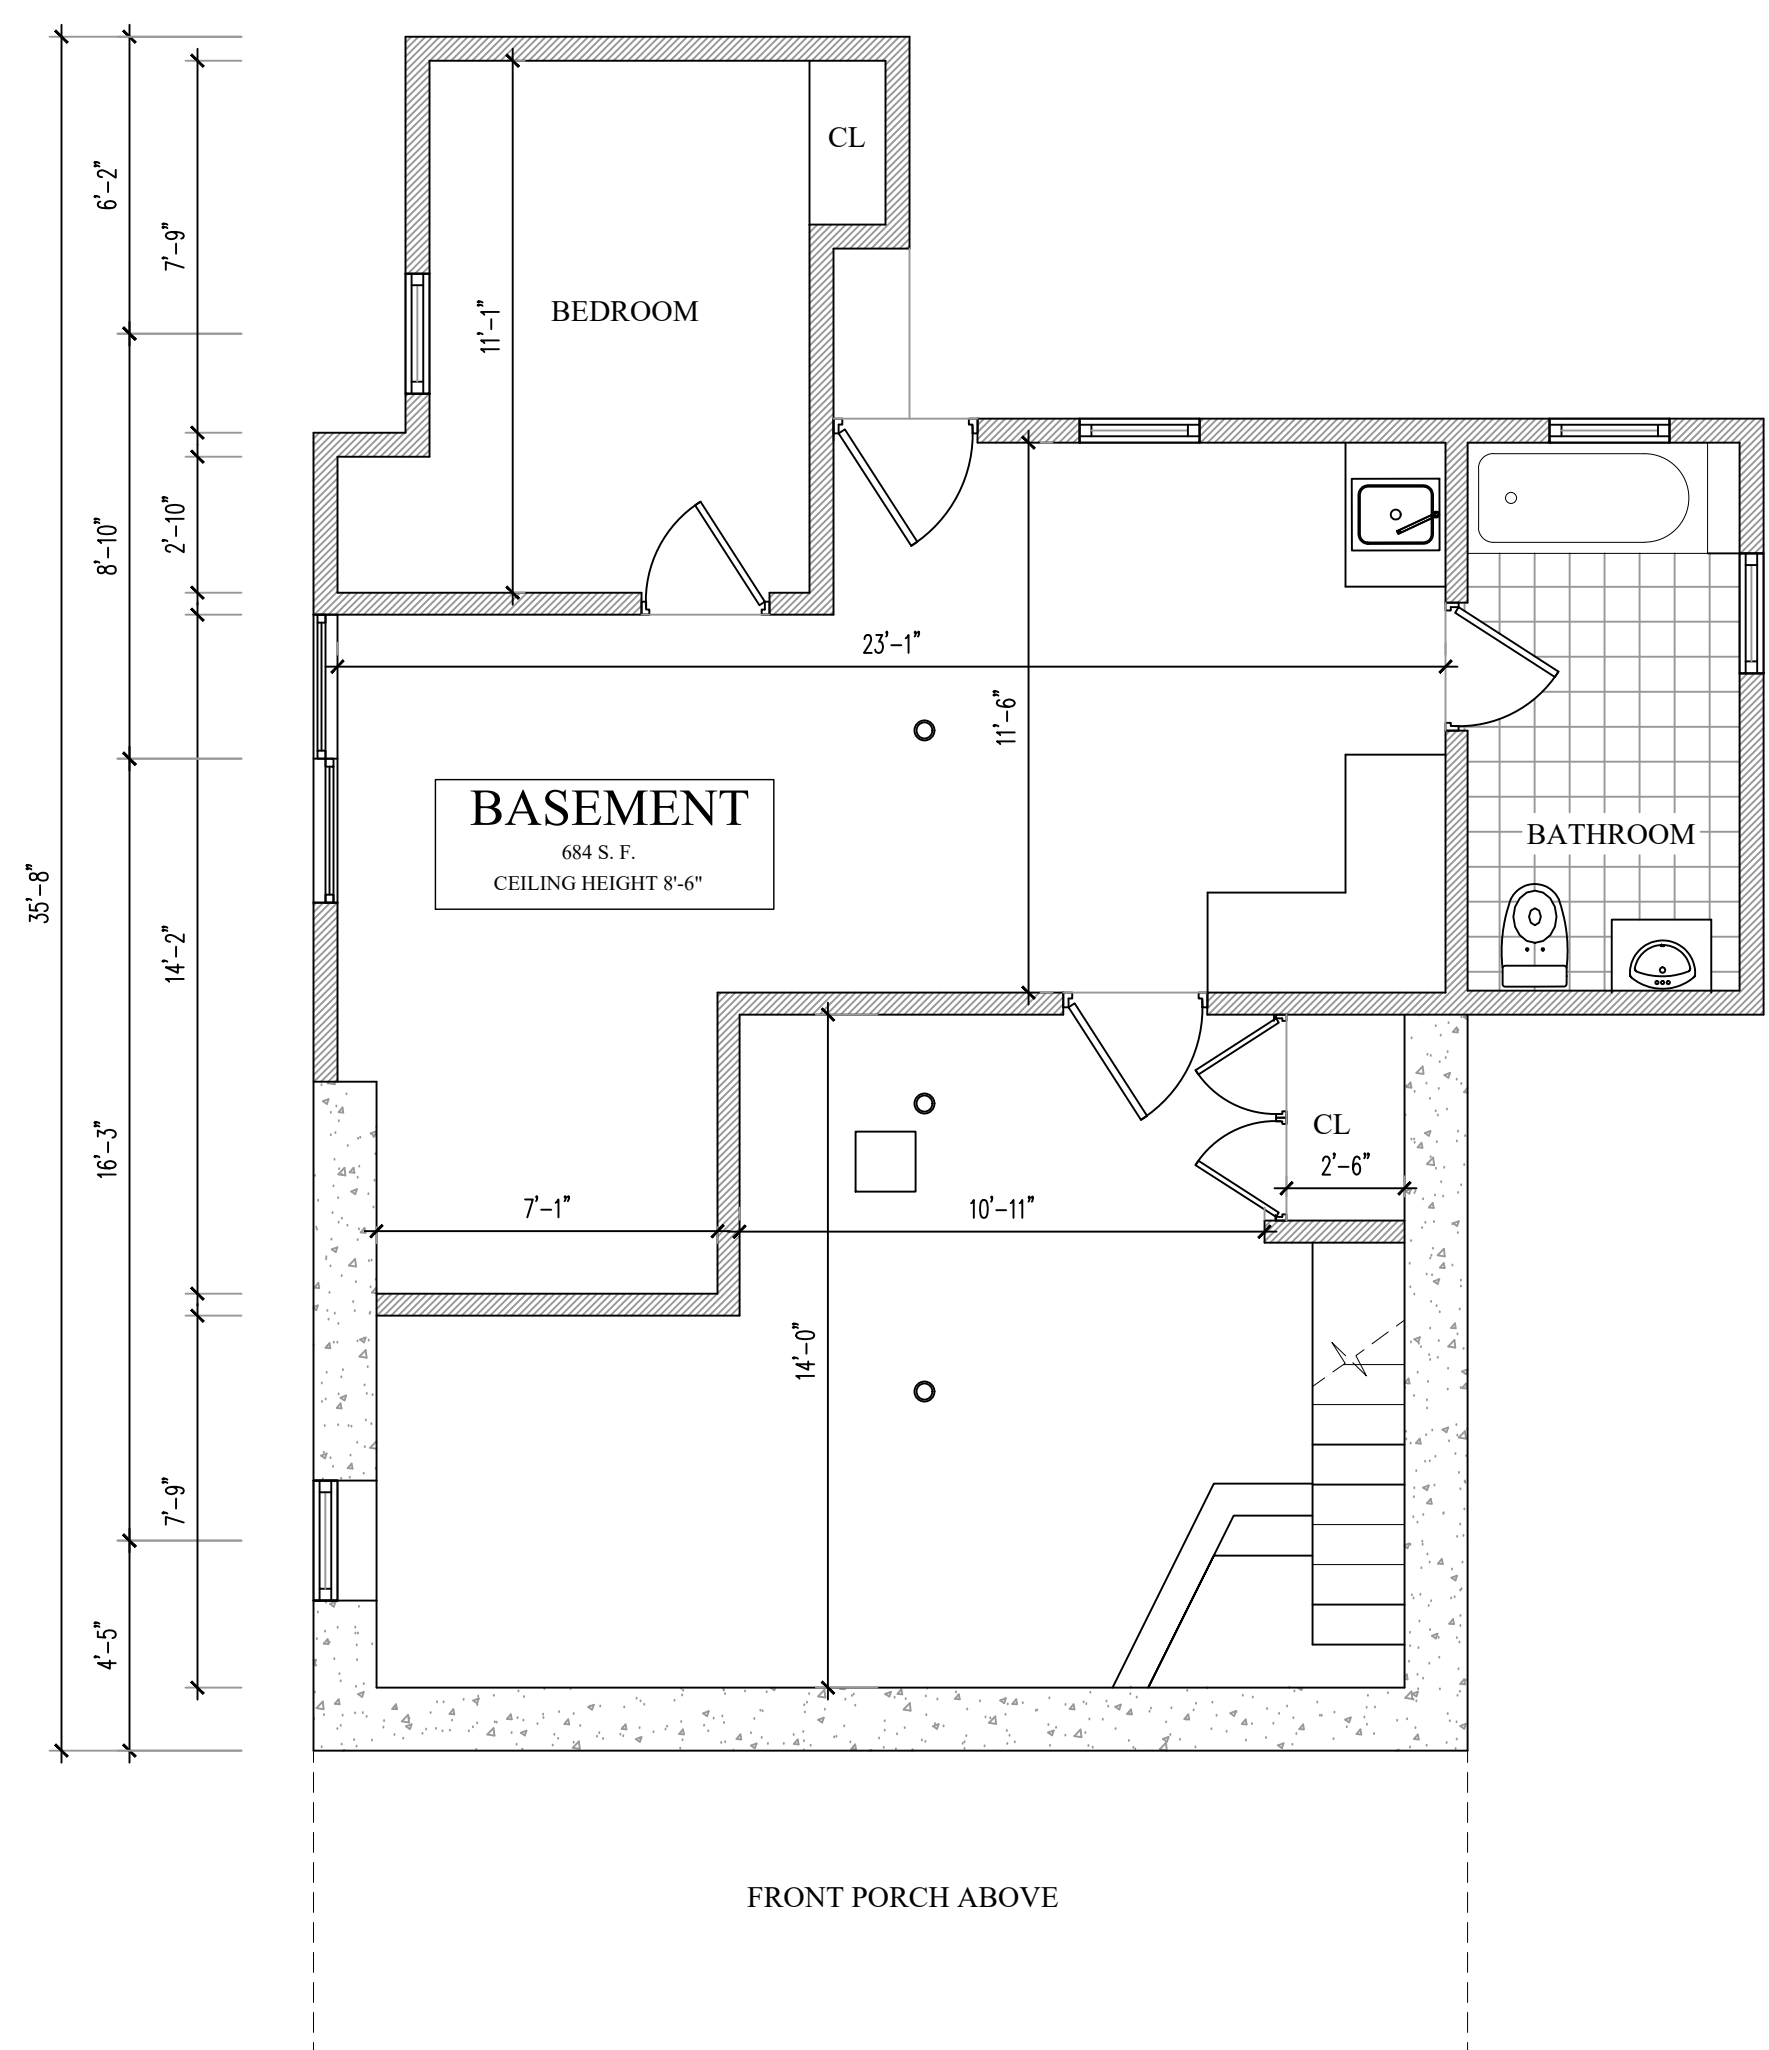 6'-2"
7'-9"
CL
11'-1"
BEDROOM
8'-10"
2'-10"
23'-1"
11'-6"
BASEMENT
684 S. F.
CEILING HEIGHT 8'-6"
BATHROOM
35'-8"
14'-2"
16'-3"
CL
2'-6"
7'-1"
10'-11"
14'-0"
7'-9"
4'-5"
FRONT PORCH ABOVE